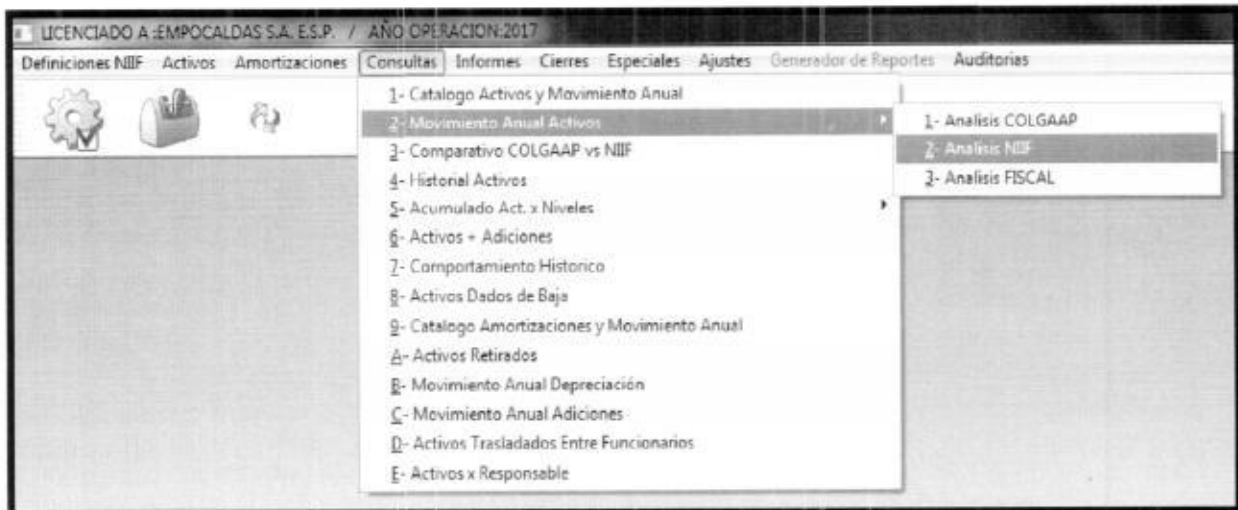 LICENCIADO A :EMPOCALDAS S.A. E.S.P. / AÑO OPERACION:2017
Definiciones NIIF Activos Amortizaciones Consultas Informes Cierres Especiales Ajustes Generador de Reportes Auditorias
1- Catalogo Activos y Movimiento Anual
2- Movimiento Anual Activos
3- Comparativo COLGAAP vs NIIF
4- Historial Activos
5- Acumulado Act. x Niveles
6- Activos + Adiciones
7- Comportamiento Historico
8- Activos Dados de Baja
9- Catalogo Amortizaciones y Movimiento Anual
A- Activos Retirados
B- Movimiento Anual Depreciación
C- Movimiento Anual Adiciones
D- Activos Trasladados Entre Funcionarios
E- Activos x Responsable
1- Analisis COLGAAP
2- Analisis NIIF
3- Analisis FISCAL